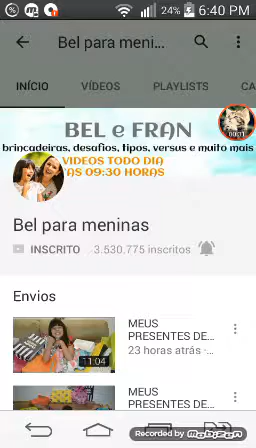 24% 6:40 PM
Bel para meni...
INÍCIO VÍDEOS PLAYLISTS CA
BEL e FRAN
brincadeiras, desafios, tipos, versus e muito mais
VIDEOS TODO DIA
AS 09:30 HORAS
Bel para meninas
INSCRITO 3.530.775 inscritos
Envios
MEUS
PRESENTES DE...
23 horas atrás ·...
11:04
MEUS
PRESENTES DE...
Recorded by Mobizen